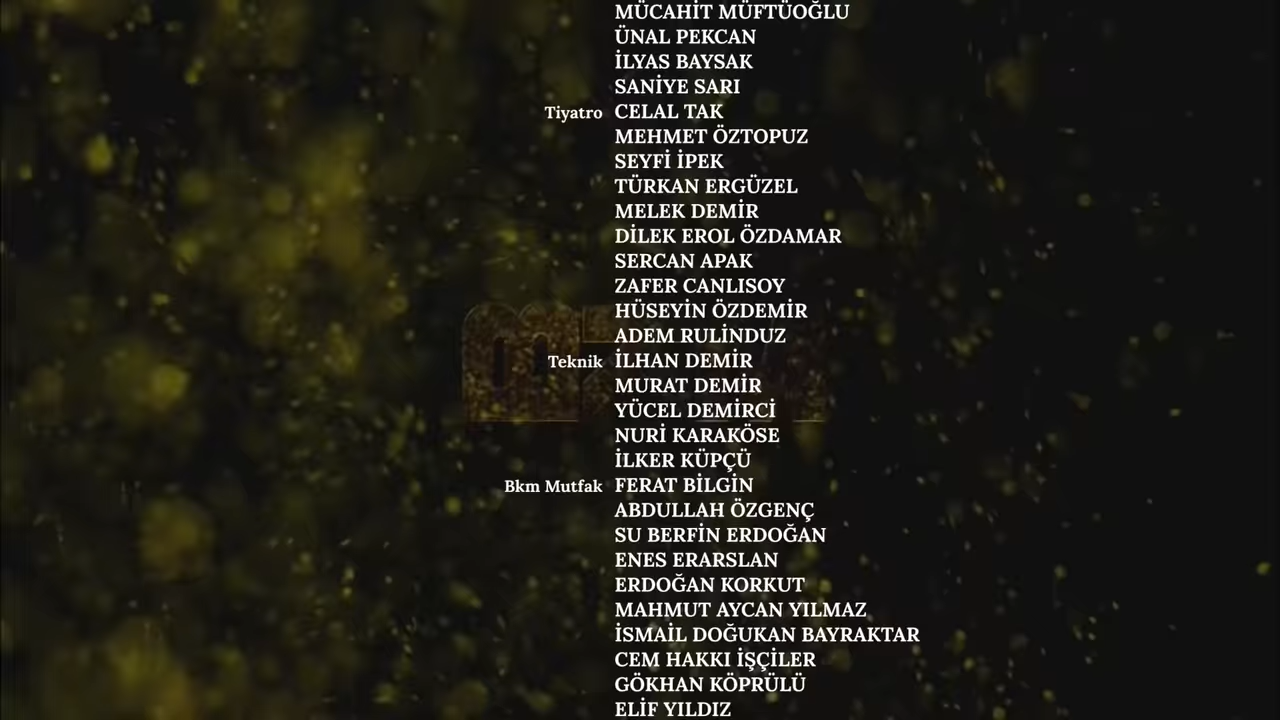 MÜCAHİT MÜFTÜOĞLU
ÜNAL PEKCAN
İLYAS BAYSAK
SANİYE SARI
Tiyatro CELAL TAK
MEHMET ÖZTOPUZ
SEYFİ İPEK
TÜRKAN ERGÜZEL
MELEK DEMİR
DİLEK EROL ÖZDAMAR
SERCAN APAK
ZAFER CANLISOY
HÜSEYİN ÖZDEMİR
ADEM RULİNDUZ
Teknik İLHAN DEMİR
MURAT DEMİR
YÜCEL DEMİRCİ
NURİ KARAKÖSE
İLKER KÜPÇÜ
Bkm Mutfak FERAT BİLGİN
ABDULLAH ÖZGENÇ
SU BERFİN ERDOĞAN
ENES ERARSLAN
ERDOĞAN KORKUT
MAHMUT AYCAN YILMAZ
İSMAİL DOĞUKAN BAYRAKTAR
CEM HAKKI İŞÇİLER
GÖKHAN KÖPRÜLÜ
ELİF YILDIZ